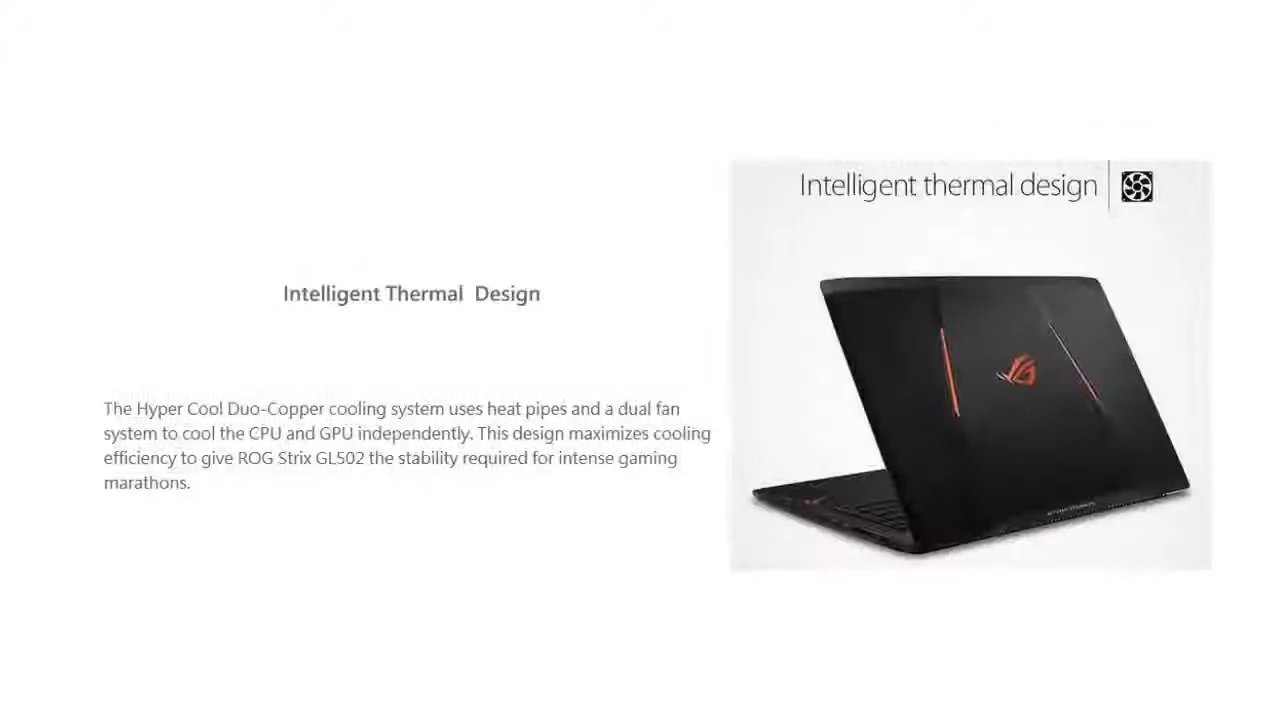 Intelligent thermal design
Intelligent Thermal Design
The Hyper Cool Duo-Copper cooling system uses heat pipes and a dual fan
system to cool the CPU and GPU independently. This design maximizes cooling
efficiency to give ROG Strix GL502 the stability required for intense gaming
marathons.